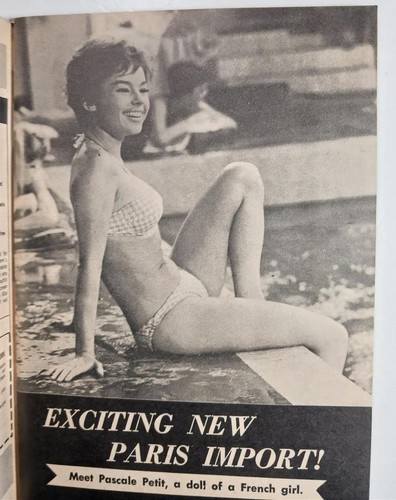 EXCITING NEW
PARIS IMPORT!
Meet Pascale Petit, a doll of a French girl.